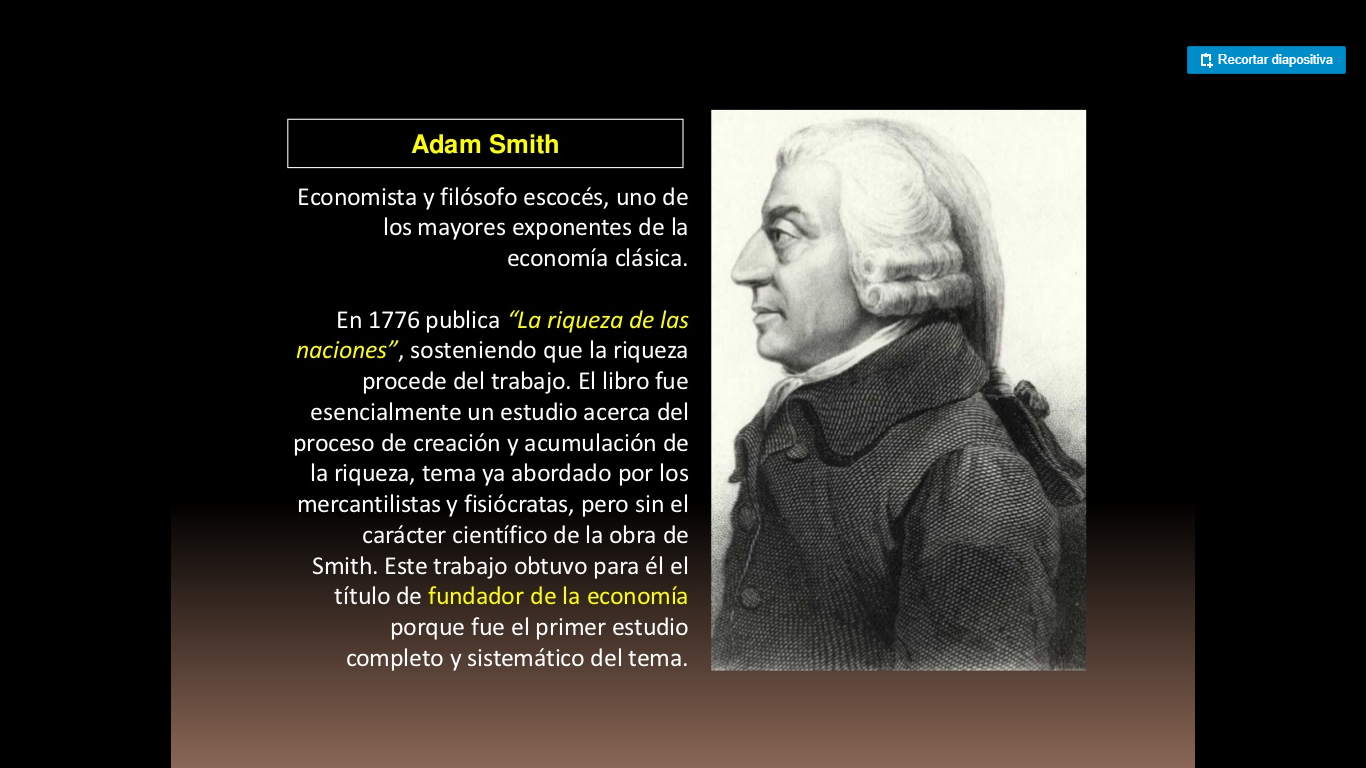 Recortar diapositiva
Adam Smith
Economista y filósofo escocés, uno de
los mayores exponentes de la
economía clásica.
En 1776 publica “La riqueza de las
naciones”, sosteniendo que la riqueza
procede del trabajo. El libro fue
esencialmente un estudio acerca del
proceso de creación y acumulación de
la riqueza, tema ya abordado por los
mercantilistas y fisiócratas, pero sin el
carácter científico de la obra de
Smith. Este trabajo obtuvo para él el
título de fundador de la economía
porque fue el primer estudio
completo y sistemático del tema.